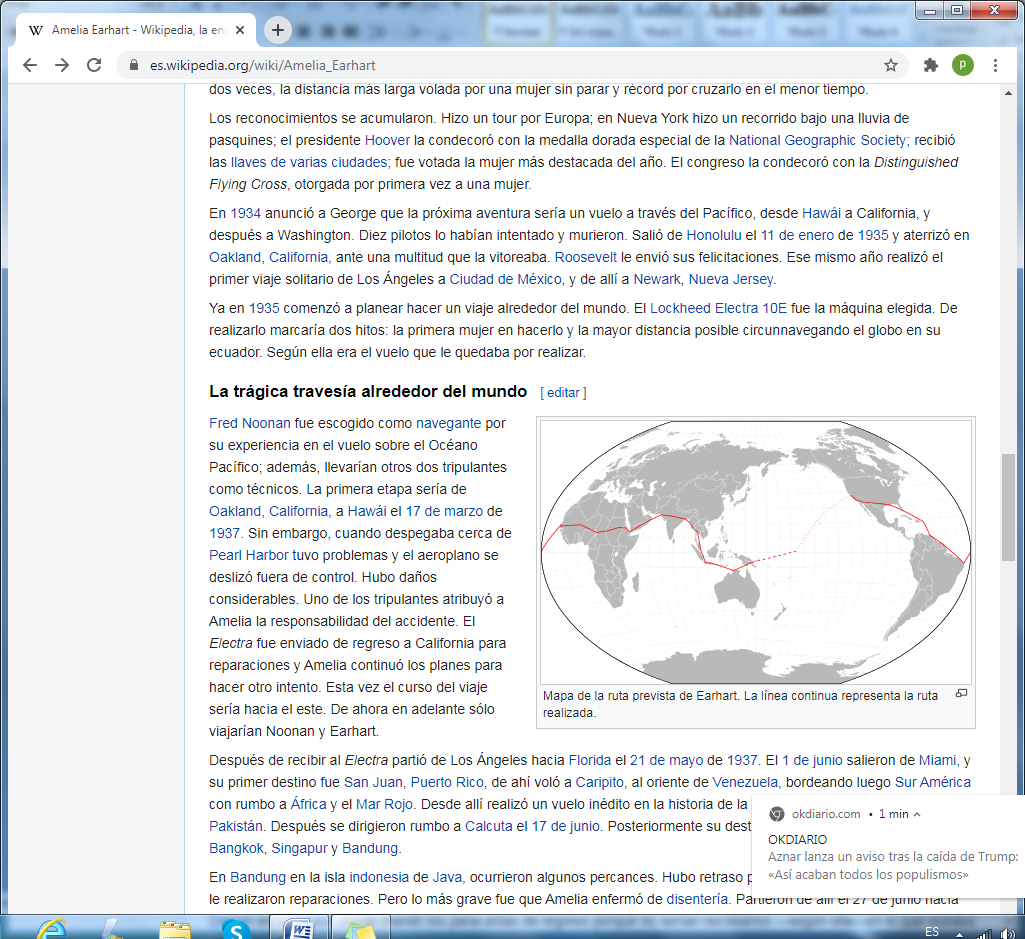 Amelia Earhart - Wikipedia, la en
es.wikipedia.org/wiki/Amelia_Earhart
p
dos veces, la distancia más larga volada por una mujer sin parar y récord por cruzarlo en el menor tiempo.
Los reconocimientos se acumularon. Hizo un tour por Europa; en Nueva York hizo un recorrido bajo una lluvia de
pasquines; el presidente Hoover la condecoró con la medalla dorada especial de la National Geographic Society; recibió
las llaves de varias ciudades; fue votada la mujer más destacada del año. El congreso la condecoró con la Distinguished
Flying Cross, otorgada por primera vez a una mujer.
En 1934 anunció a George que la próxima aventura sería un vuelo a través del Pacífico, desde Hawái a California, y
después a Washington. Diez pilotos lo habían intentado y murieron. Salió de Honolulu el 11 de enero de 1935 y aterrizó en
Oakland, California, ante una multitud que la vitoreaba. Roosevelt le envió sus felicitaciones. Ese mismo año realizó el
primer viaje solitario de Los Ángeles a Ciudad de México, y de allí a Newark, Nueva Jersey.
Ya en 1935 comenzó a planear hacer un viaje alrededor del mundo. El Lockheed Electra 10E fue la máquina elegida. De
realizarlo marcaría dos hitos: la primera mujer en hacerlo y la mayor distancia posible circunnavegando el globo en su
ecuador. Según ella era el vuelo que le quedaba por realizar.
La trágica travesía alrededor del mundo [ editar ]
Fred Noonan fue escogido como navegante por
su experiencia en el vuelo sobre el Océano
Pacífico; además, llevarían otros dos tripulantes
como técnicos. La primera etapa sería de
Oakland, California, a Hawái el 17 de marzo de
1937. Sin embargo, cuando despegaba cerca de
Pearl Harbor tuvo problemas y el aeroplano se
deslizó fuera de control. Hubo daños
considerables. Uno de los tripulantes atribuyó a
Amelia la responsabilidad del accidente. El
Electra fue enviado de regreso a California para
reparaciones y Amelia continuó los planes para
hacer otro intento. Esta vez el curso del viaje
sería hacia el este. De ahora en adelante sólo
viajarían Noonan y Earhart.
Mapa de la ruta prevista de Earhart. La línea continua representa la ruta
realizada.
Después de recibir al Electra partió de Los Ángeles hacia Florida el 21 de mayo de 1937. El 1 de junio salieron de Miami, y
su primer destino fue San Juan, Puerto Rico, de ahí voló a Caripito, al oriente de Venezuela, bordeando luego Sur América
con rumbo a África y el Mar Rojo. Desde allí realizó un vuelo inédito en la historia de la
Pakistán. Después se dirigieron rumbo a Calcuta el 17 de junio. Posteriormente su dest
Bangkok, Singapur y Bandung.
En Bandung en la isla indonesia de Java, ocurrieron algunos percances. Hubo retraso p
le realizaron reparaciones. Pero lo más grave fue que Amelia enfermó de disentería. Partieron de allí el 27 de junio hacia
okdiario.com • 1 min
OKDIARIO
Aznar lanza un aviso tras la caída de Trump:
«Así acaban todos los populismos»
ES